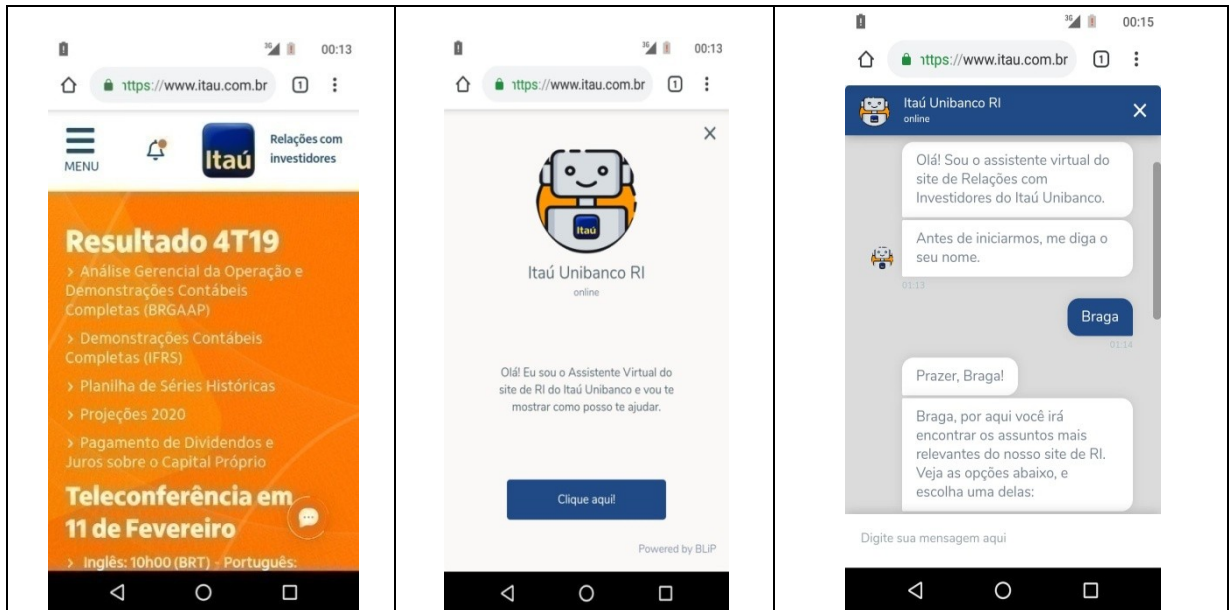 3G 00:13
https://www.itau.com.br 1
MENU
Itaú
Relações com
investidores
Resultado 4T19
> Análise Gerencial da Operação e
Demonstrações Contábeis
Completas (BRGAAP)
> Demonstrações Contábeis
Completas (IFRS)
> Planilha de Séries Históricas
> Projeções 2020
> Pagamento de Dividendos e
Juros sobre o Capital Próprio
Teleconferência em
11 de Fevereiro
> Inglês: 10h00 (BRT) - Português:
3G 00:13
https://www.itau.com.br 1
Itaú
Itaú Unibanco RI
online
Olá! Eu sou o Assistente Virtual do
site de RI do Itaú Unibanco e vou te
mostrar como posso te ajudar.
Clique aqui!
Powered by BLiP
3G 00:15
https://www.itau.com.br 1
Itaú Unibanco RI
online
Olá! Sou o assistente virtual do
site de Relações com
Investidores do Itaú Unibanco.
Antes de iniciarmos, me diga o
seu nome.
01:13
Braga
01:14
Prazer, Braga!
Braga, por aqui você irá
encontrar os assuntos mais
relevantes do nosso site de RI.
Veja as opções abaixo, e
escolha uma delas:
Digite sua mensagem aqui